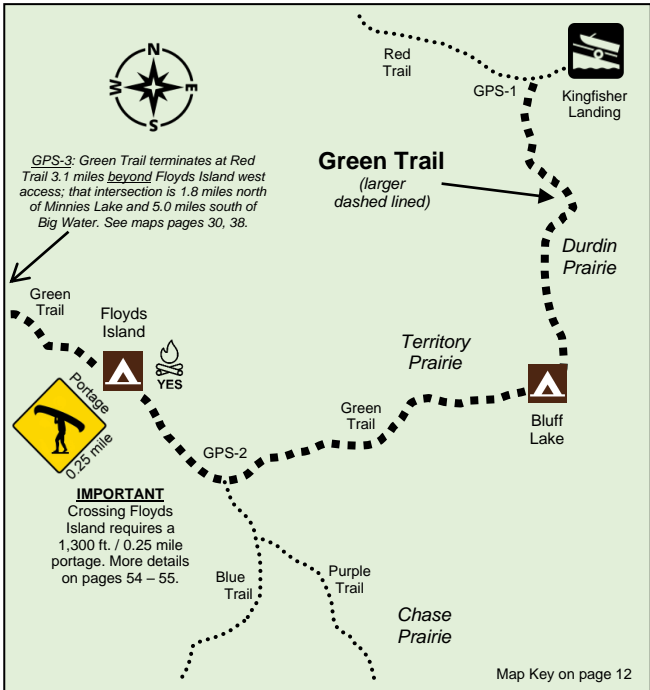 Red
Trail
GPS-1
Kingfisher
Landing
N
E
S
W
GPS-3: Green Trail terminates at Red
Trail 3.1 miles beyond Floyds Island west
access; that intersection is 1.8 miles north
of Minnies Lake and 5.0 miles south of
Big Water. See maps pages 30, 38.
Green Trail
(larger
dashed lined)
Durdin
Prairie
Green
Trail
Floyds
Island
YES
Territory
Prairie
Portage
0.25 mile
Green
Trail
Bluff
Lake
GPS-2
IMPORTANT
Crossing Floyds
Island requires a
1,300 ft. / 0.25 mile
portage. More details
on pages 54 – 55.
Blue
Trail
Purple
Trail
Chase
Prairie
Map Key on page 12